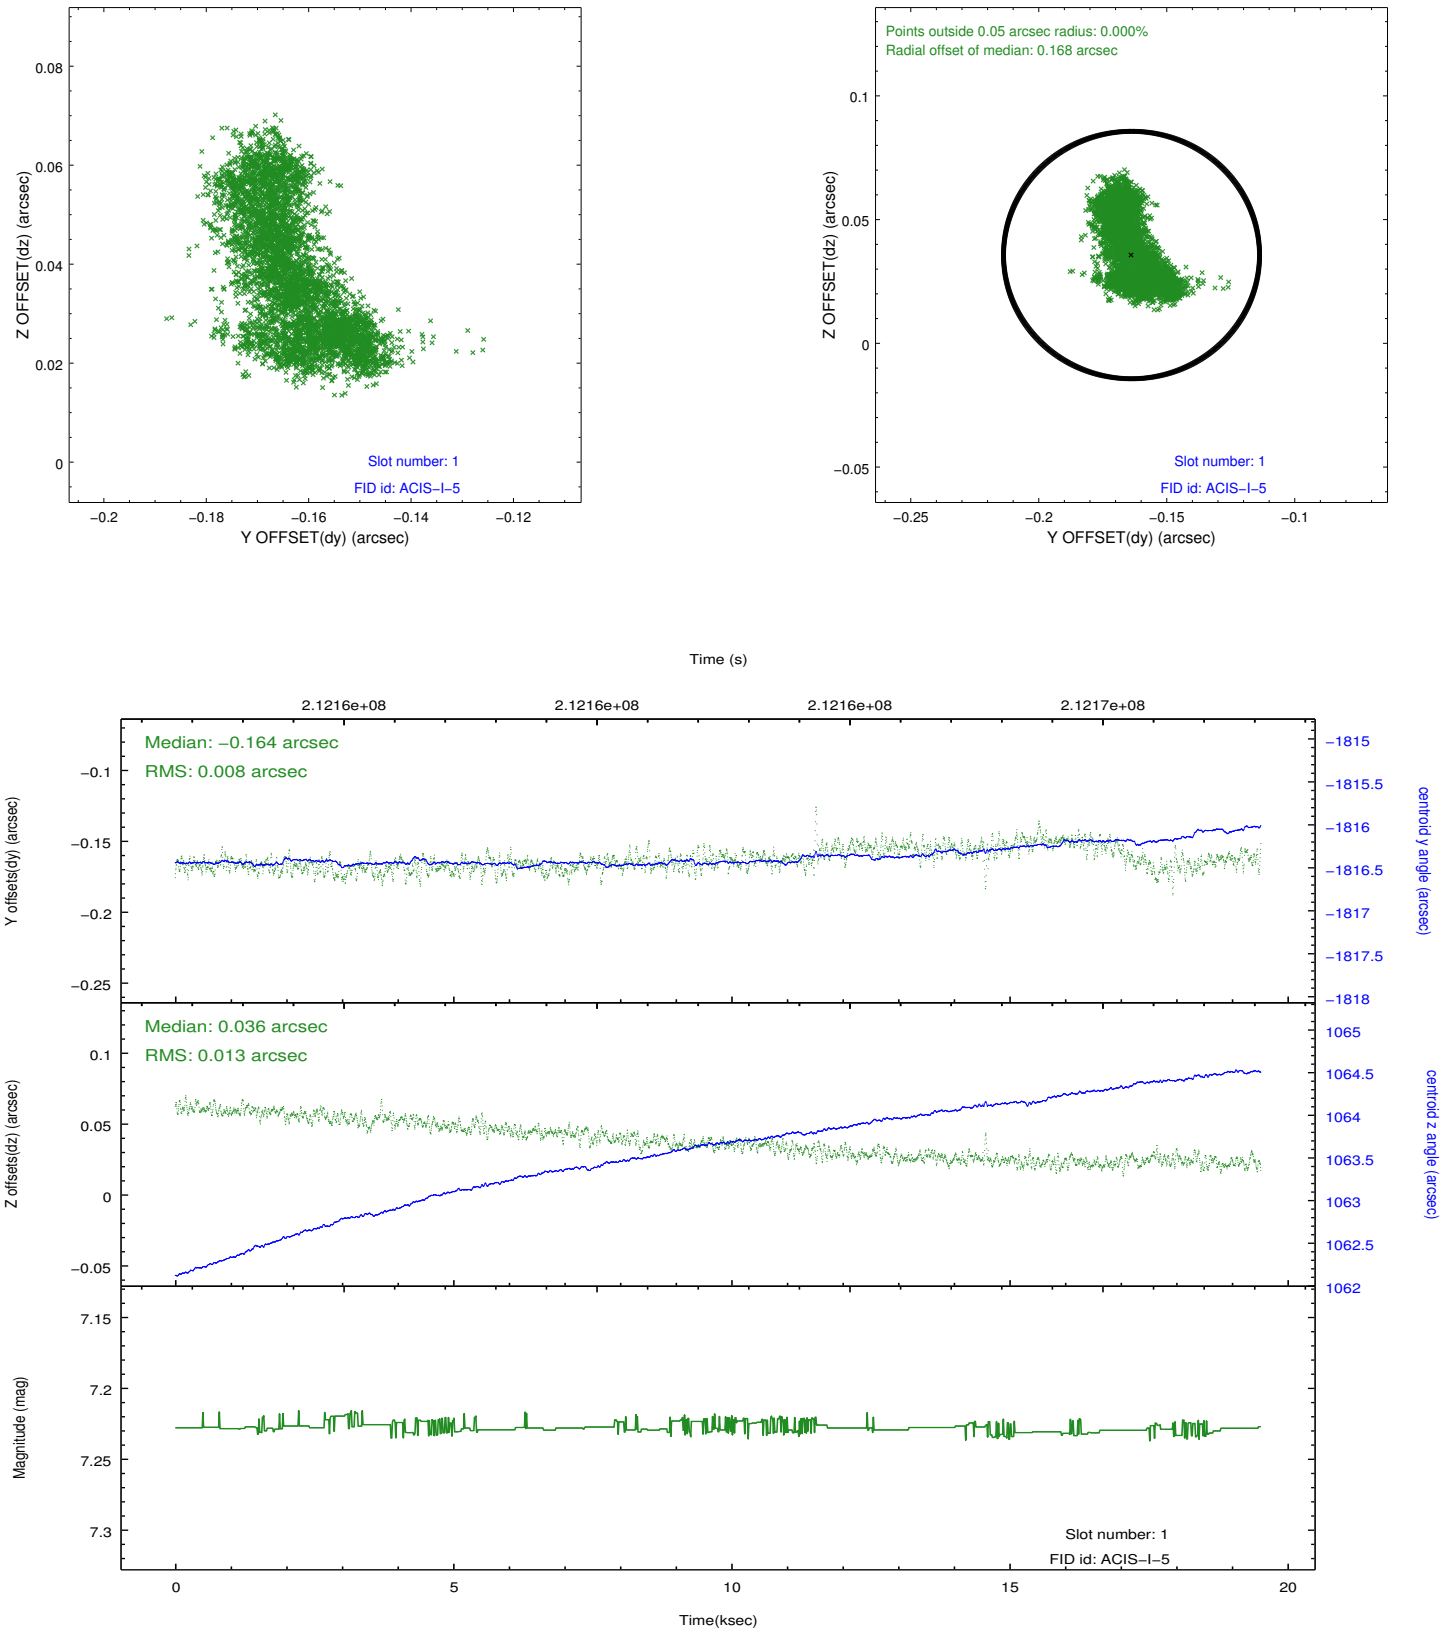 0.08
0.06
0.04
0.02
0
−0.2
−0.18
−0.16
−0.14
−0.12
Z OFFSET(dz) (arcsec)
Y OFFSET(dy) (arcsec)
Slot number: 1
FID id: ACIS−I−5
Points outside 0.05 arcsec radius: 0.000%
Radial offset of median: 0.168 arcsec
0.1
0.05
0
−0.05
−0.25
−0.2
−0.15
−0.1
Z OFFSET(dz) (arcsec)
Y OFFSET(dy) (arcsec)
Slot number: 1
FID id: ACIS−I−5
Time (s)
2.1216e+08
2.1216e+08
2.1216e+08
2.1217e+08
Median: −0.164 arcsec
RMS: 0.008 arcsec
−0.1
−0.15
−0.2
−0.25
Y offsets(dy) (arcsec)
−1815
−1815.5
−1816
−1816.5
−1817
−1817.5
−1818
centroid y angle (arcsec)
Median: 0.036 arcsec
RMS: 0.013 arcsec
0.1
0.05
0
−0.05
Z offsets(dz) (arcsec)
1065
1064.5
1064
1063.5
1063
1062.5
1062
centroid z angle (arcsec)
7.15
7.2
7.25
7.3
Magnitude (mag)
Slot number: 1
FID id: ACIS−I−5
0
5
10
15
20
Time(ksec)